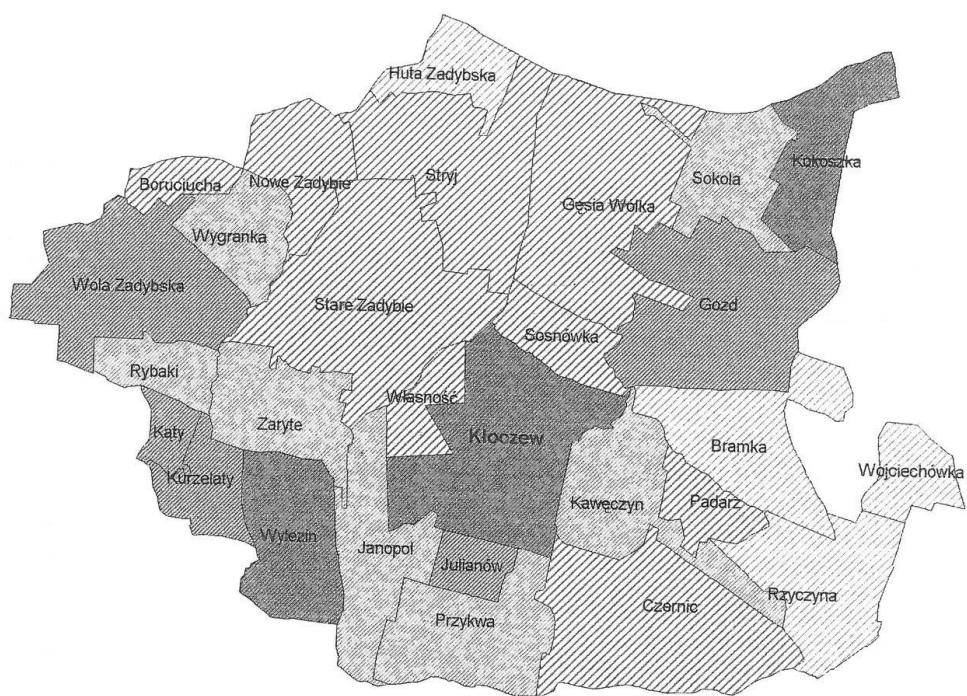 Huta Zadybska
Kokoszka
Boruciucha
Nowe Zadybie
Stryj
Sokola
Gęsia Wólka
Wygranka
Wola Zadybska
Stare Zadybie
Gozd
Sosnówka
Rybaki
Własność
Zaryte
Kąty
Kłoczew
Bramka
Kurzelaty
Wojciechówka
Kawęczyn
Padarz
Wylezin
Janopol
Julianów
Rzyczyna
Czernic
Przykwa